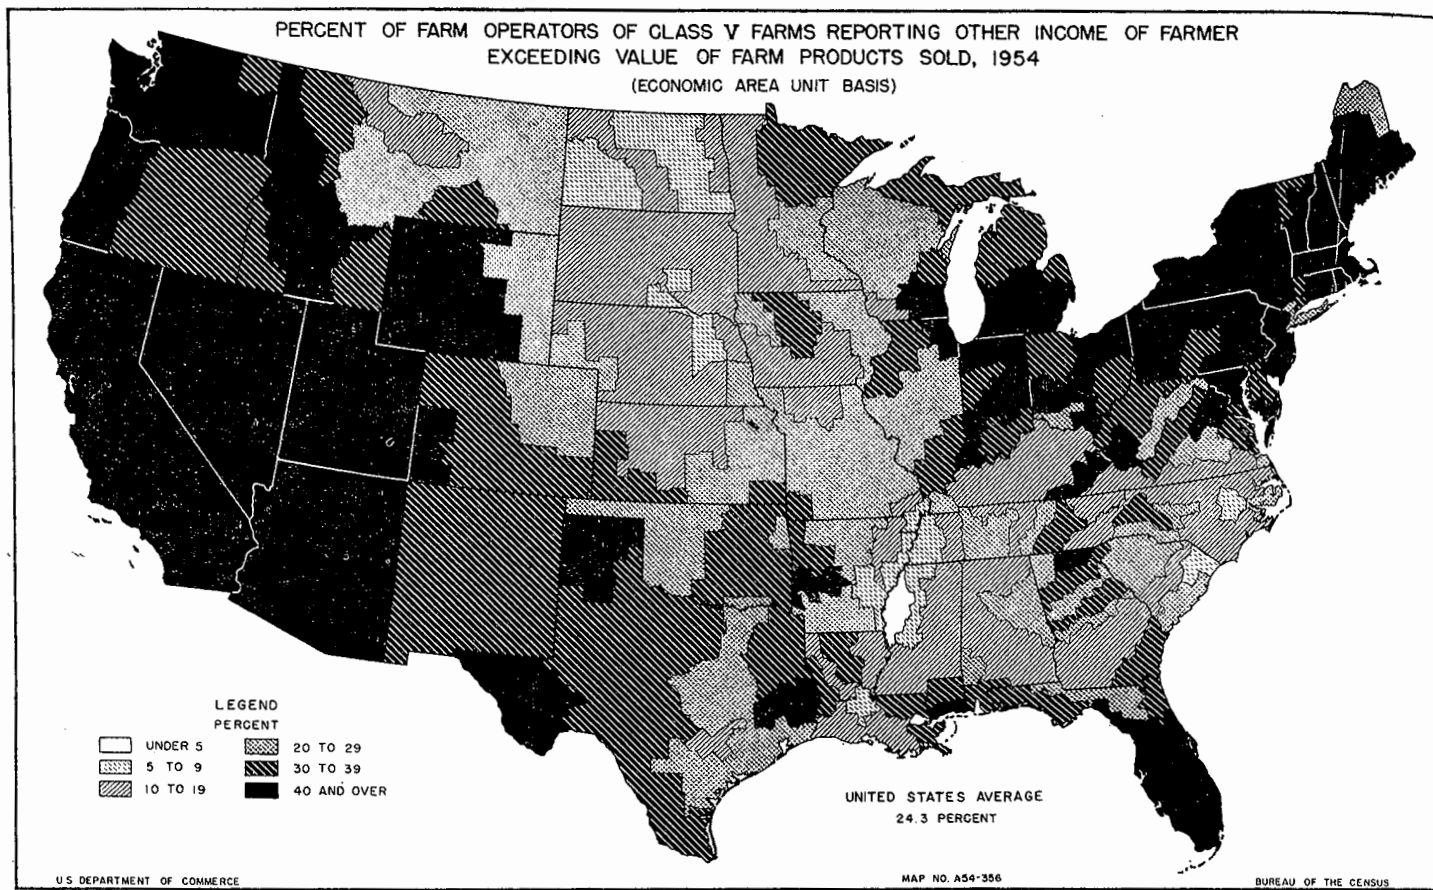 PERCENT OF FARM OPERATORS OF CLASS V FARMS REPORTING OTHER INCOME OF FARMER
EXCEEDING VALUE OF FARM PRODUCTS SOLD, 1954
(ECONOMIC AREA UNIT BASIS)
LEGEND
PERCENT
UNDER 5
5 TO 9
10 TO 19
20 TO 29
30 TO 39
40 AND OVER
UNITED STATES AVERAGE
24.3 PERCENT
U S DEPARTMENT OF COMMERCE
MAP NO. A54-356
BUREAU OF THE CENSUS